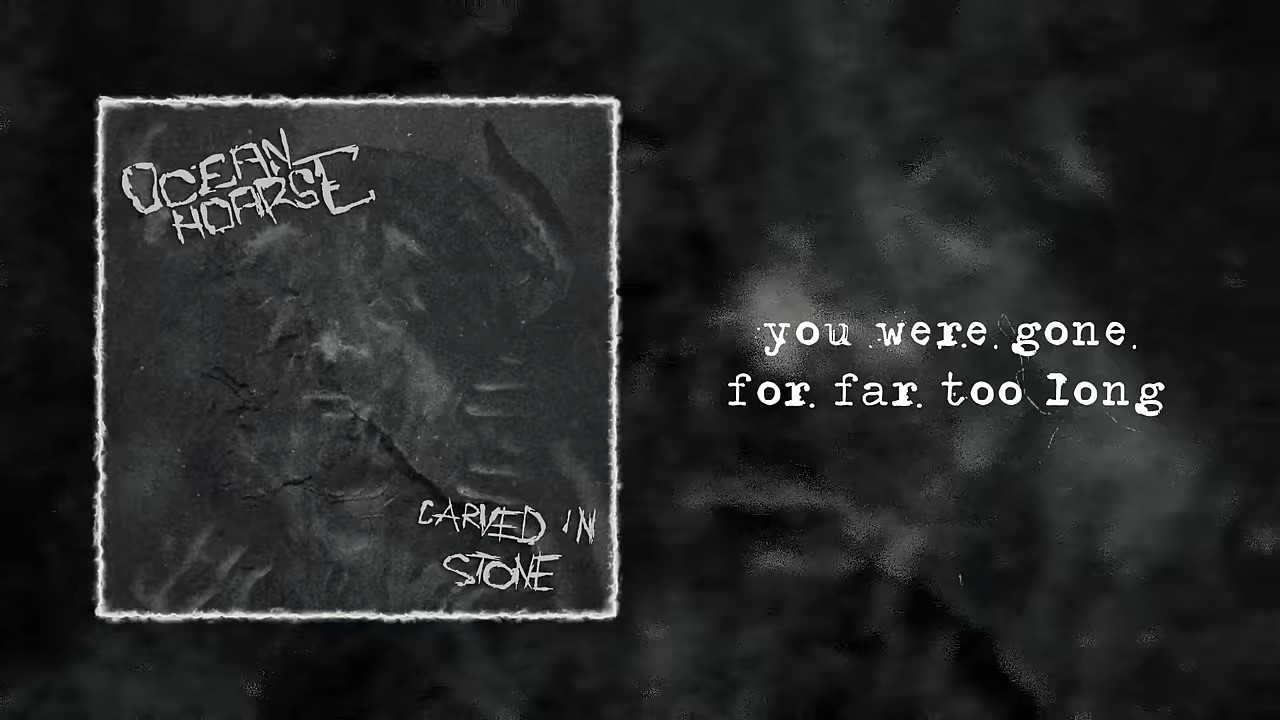 OCEAN
HOARSE
CARVED IN
STONE
you were gone
for far too long